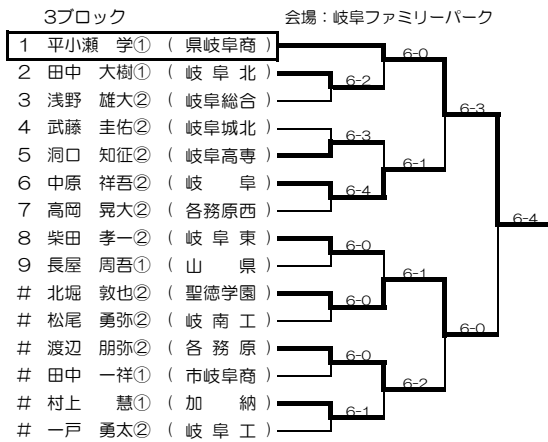 3ブロック 会場：岐阜ファミリーパーク
1 平小瀬 学① ( 県岐阜商 )
6-0
2 田中 大樹① ( 岐阜北 )
6-2
3 浅野 雄大② ( 岐阜総合 )
6-3
4 武藤 圭佑② ( 岐阜城北 )
6-3
5 洞口 知征② ( 岐阜高専 )
6-1
6 中原 祥吾② ( 岐阜 )
6-4
7 高岡 晃大② ( 各務原西 )
6-4
8 柴田 孝一② ( 岐阜東 )
6-0
9 長屋 周吾① ( 山県 )
6-1
# 北堀 敦也② ( 聖徳学園 )
6-0
# 松尾 勇弥② ( 岐南工 )
6-0
# 渡辺 朋弥② ( 各務原 )
6-0
# 田中 一祥① ( 市岐阜商 )
6-2
# 村上 慧① ( 加納 )
6-1
# 一戸 勇太② ( 岐阜工 )